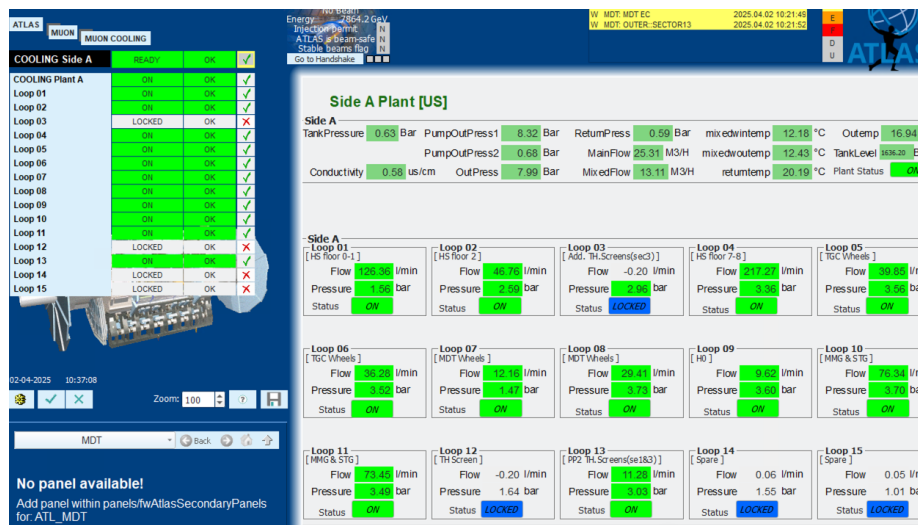 ATLAS
MUON
MUON COOLING
COOLING Side A READY OK
COOLING Plant A ON OK
Loop 01 ON OK
Loop 02 ON OK
Loop 03 LOCKED OK
Loop 04 ON OK
Loop 05 ON OK
Loop 06 ON OK
Loop 07 ON OK
Loop 08 ON OK
Loop 09 ON OK
Loop 10 ON OK
Loop 11 ON OK
Loop 12 LOCKED OK
Loop 13 ON OK
Loop 14 LOCKED OK
Loop 15 LOCKED OK
02-04-2025 10:37:08
Zoom: 100
MDT Back
No panel available!
Add panel within panels/fwAtlasSecondaryPanels
for: ATL_MDT
No Beam
Energy: 7864.2 GeV
Injection permit N
ATLAS is beam-safe N
Stable beams flag N
Go to Handshake
W MDT: MDT EC 2025.04.02 10:21:49
W MDT: OUTER::SECTOR13 2025.04.02 10:21:52
E
F
D
U
ATLAS
Side A Plant [US]
Side A
TankPressure 0.63 Bar PumpOutPress1 8.32 Bar ReturnPress 0.59 Bar mixedwintemp 12.18 °C Outemp 16.94
PumpOutPress2 0.68 Bar MainFlow 25.31 M3/H mixedwoutemp 12.43 °C TankLevel 1636.20
Conductivity 0.58 us/cm OutPress 7.99 Bar MixedFlow 13.11 M3/H returntemp 20.19 °C Plant Status ON
Side A
Loop 01 Loop 02 Loop 03 Loop 04 Loop 05
[ HS floor 0-1 ] [ HS floor 2 ] [ Add. TH.Screens(sec3) ] [ HS floor 7-8 ] [ TGC Wheels ]
Flow 126.36 l/min Flow 46.76 l/min Flow -0.20 l/min Flow 217.27 l/min Flow 39.85
Pressure 1.56 bar Pressure 2.59 bar Pressure 2.96 bar Pressure 3.36 bar Pressure 3.56
Status ON Status ON Status LOCKED Status ON Status ON
Loop 06 Loop 07 Loop 08 Loop 09 Loop 10
[ TGC Wheels ] [ MDT Wheels ] [ MDT Wheels ] [ H0 ] [ MMG & STG ]
Flow 36.28 l/min Flow 12.16 l/min Flow 29.41 l/min Flow 9.62 l/min Flow 76.34
Pressure 3.52 bar Pressure 1.47 bar Pressure 3.73 bar Pressure 3.60 bar Pressure 3.70
Status ON Status ON Status ON Status ON Status ON
Loop 11 Loop 12 Loop 13 Loop 14 Loop 15
[ MMG & STG ] [ TH Screen ] [ PP2 TH.Screens(se1&3) ] [ Spare ] [ Spare ]
Flow 73.45 l/min Flow -0.20 l/min Flow 11.28 l/min Flow 0.06 l/min Flow 0.05
Pressure 3.49 bar Pressure 1.64 bar Pressure 3.03 bar Pressure 1.55 bar Pressure 1.01
Status ON Status LOCKED Status ON Status LOCKED Status LOCKED